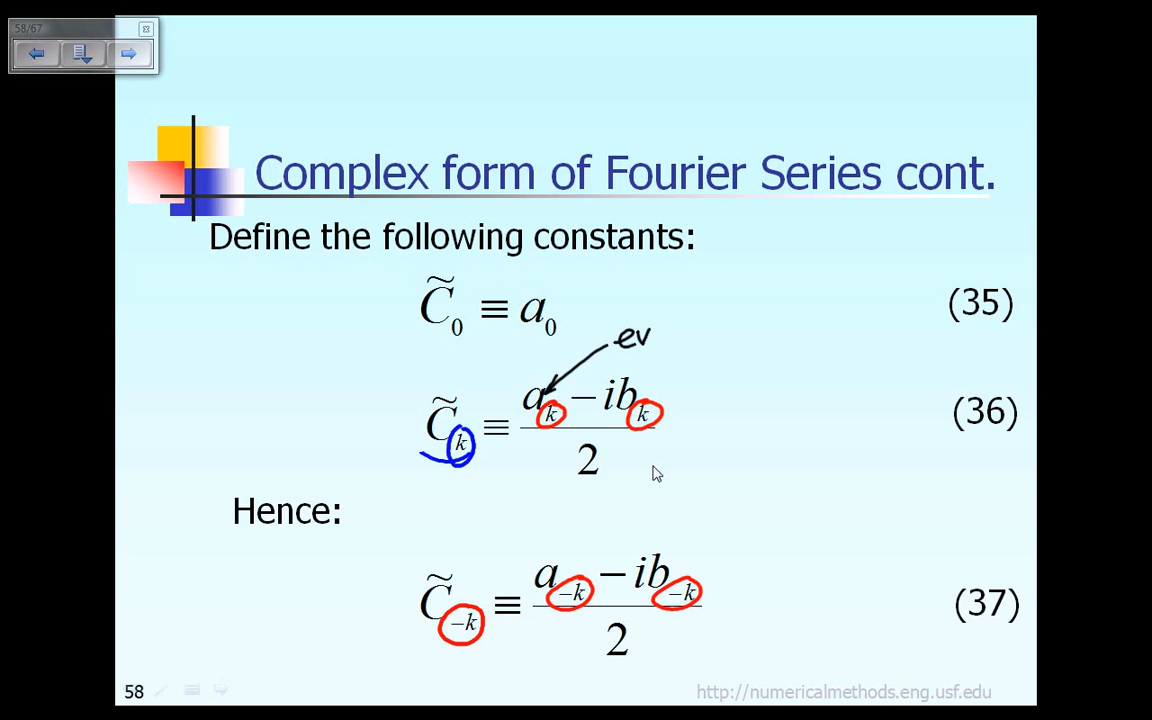 58/67
Complex form of Fourier Series cont.
Define the following constants:
C̃₀ ≡ a₀ (35)
ev
C̃ₖ ≡ (aₖ − ibₖ) / 2 (36)
Hence:
C̃₋ₖ ≡ (a₋ₖ − ib₋ₖ) / 2 (37)
58 http://numericalmethods.eng.usf.edu